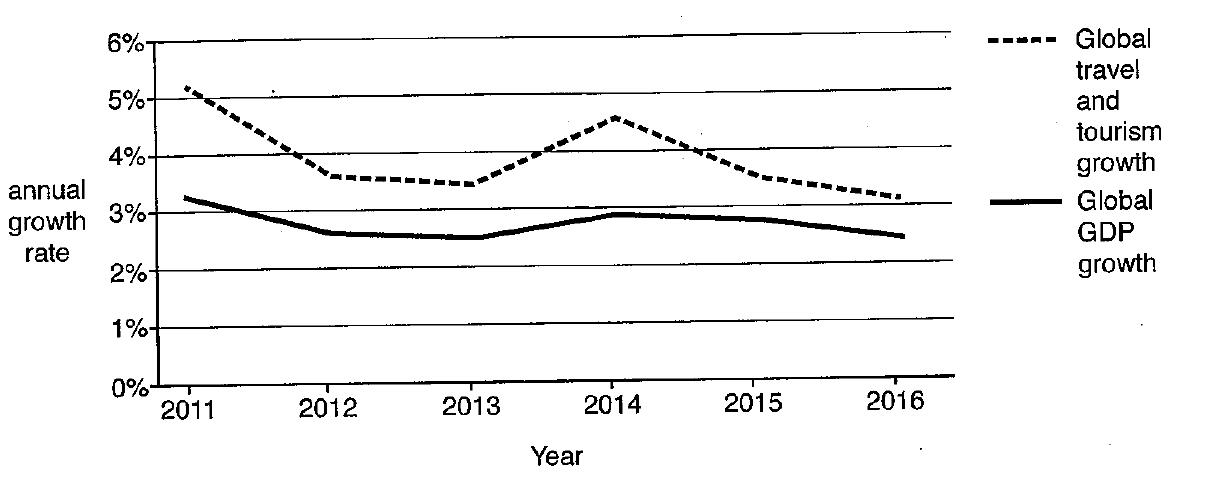 6%
5%
4%
3%
2%
1%
0%
annual
growth
rate
2011 2012 2013 2014 2015 2016
Year
Global
travel
and
tourism
growth
Global
GDP
growth